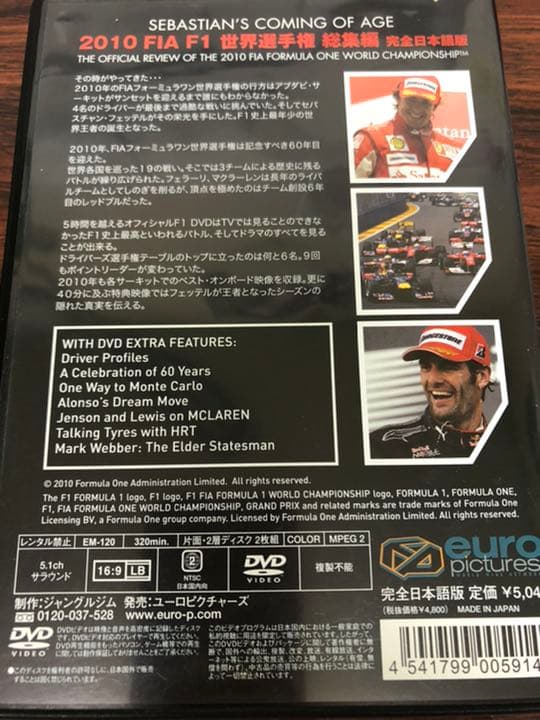 SEBASTIAN'S COMING OF AGE
2010 FIA F1 世界選手権 総集編 完全日本語版
THE OFFICIAL REVIEW OF THE 2010 FIA FORMULA ONE WORLD CHAMPIONSHIP™
その時がやってきた・・・
2010年のFIAフォーミュラワン世界選手権の行方はアブダビ・サ
ーキットがサンセットを迎えるまで誰にもわからなかった。
4名のドライバーが最後まで過酷な戦いに挑んでいた。そしてセバ
スチャン・フェッテルがその栄光を手にした。F1史上最年少の世
界王者の誕生となった。
2010年、FIAフォーミュラワン世界選手権は記念すべき60年目
を迎えた。
世界各国を巡った19の戦い。そこでは3チームによる歴史に残る
バトルが繰り広げられた。フェラーリ、マクラーレンは長年のライバ
ルチームとしてしのぎを削るが、頂点を極めたのはチーム創設6年
目のレッドブルだった。
5時間を越えるオフィシャルF1 DVDはTVでは見ることのできな
かったF1史上最高といわれるバトル、そしてドラマのすべてを見る
ことが出来る。
ドライバーズ選手権テーブルのトップに立ったのは何と6名。9回
もポイントリーダーが変わっていた。
2010年も各サーキットでのベスト・オンボード映像を収録。更に
40分に及ぶ特典映像ではフェッテルが王者となったシーズンの
隠れた真実を伝える。
WITH DVD EXTRA FEATURES:
Driver Profiles
A Celebration of 60 Years
One Way to Monte Carlo
Alonso's Dream Move
Jenson and Lewis on MCLAREN
Talking Tyres with HRT
Mark Webber: The Elder Statesman
© 2010 Formula One Administration Limited. All rights reserved.
The F1 FORMULA 1 logo, F1 logo, F1 FIA FORMULA 1 WORLD CHAMPIONSHIP logo, FORMULA 1, FORMULA ONE,
F1, FIA FORMULA ONE WORLD CHAMPIONSHIP, GRAND PRIX and related marks are trade marks of Formula One
Licensing BV, a Formula One group company. Licensed by Formula One Administration Limited. All rights reserved.
レンタル禁止 EM-120 320min. 片面・2層ディスク2枚組 COLOR MPEG 2
5.1ch
サラウンド
16:9 LB
2
NTSC
日本国内向
DVD
VIDEO
複製不能
euro
pictures
制作：ジャングルジム 発売：ユーロピクチャーズ
0120-037-528 www.euro-p.com
完全日本語版 定価 ¥5,04
(税抜価格¥4,800) MADE IN JAPAN
DVD
VIDEO
4 541799 005914